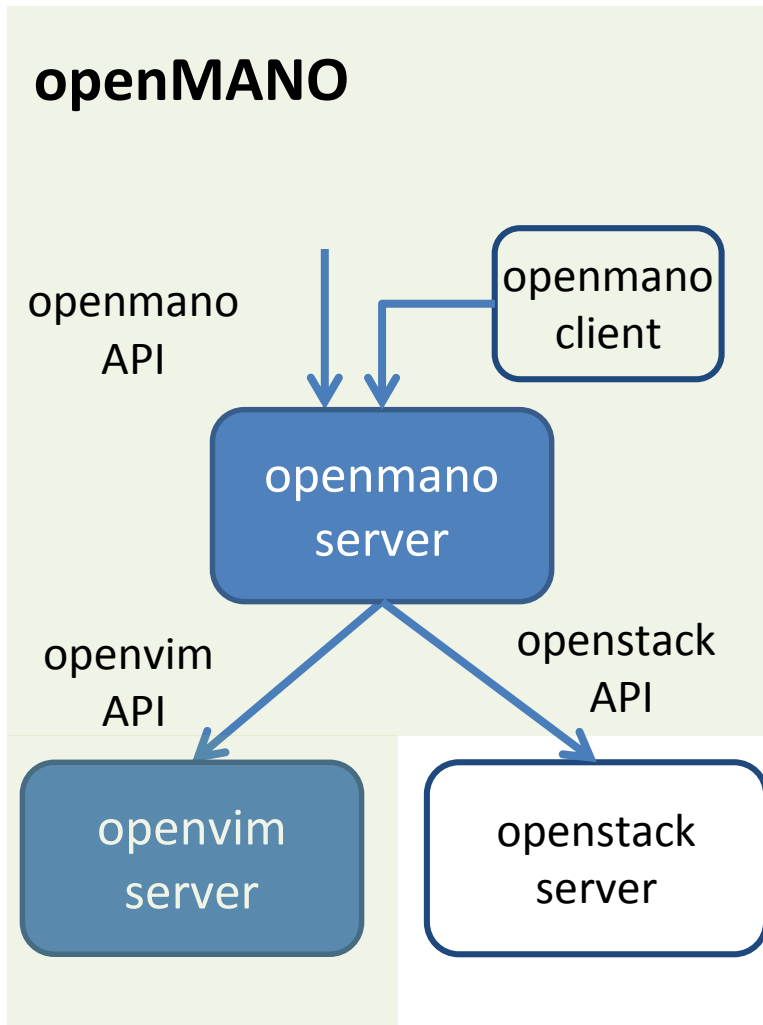 openMANO
openmano
client
openmano
API
openmano
server
openvim
API
openstack
API
openvim
server
openstack
server